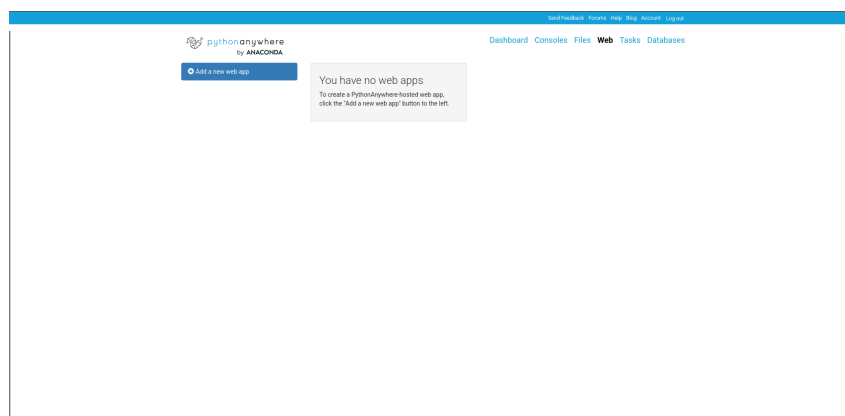 Send Feedback Forums Help Blog Account Log out
pythonanywhere
by ANACONDA.
Dashboard Consoles Files Web Tasks Databases
Add a new web app
You have no web apps
To create a PythonAnywhere-hosted web app,
click the "Add a new web app" button to the left.